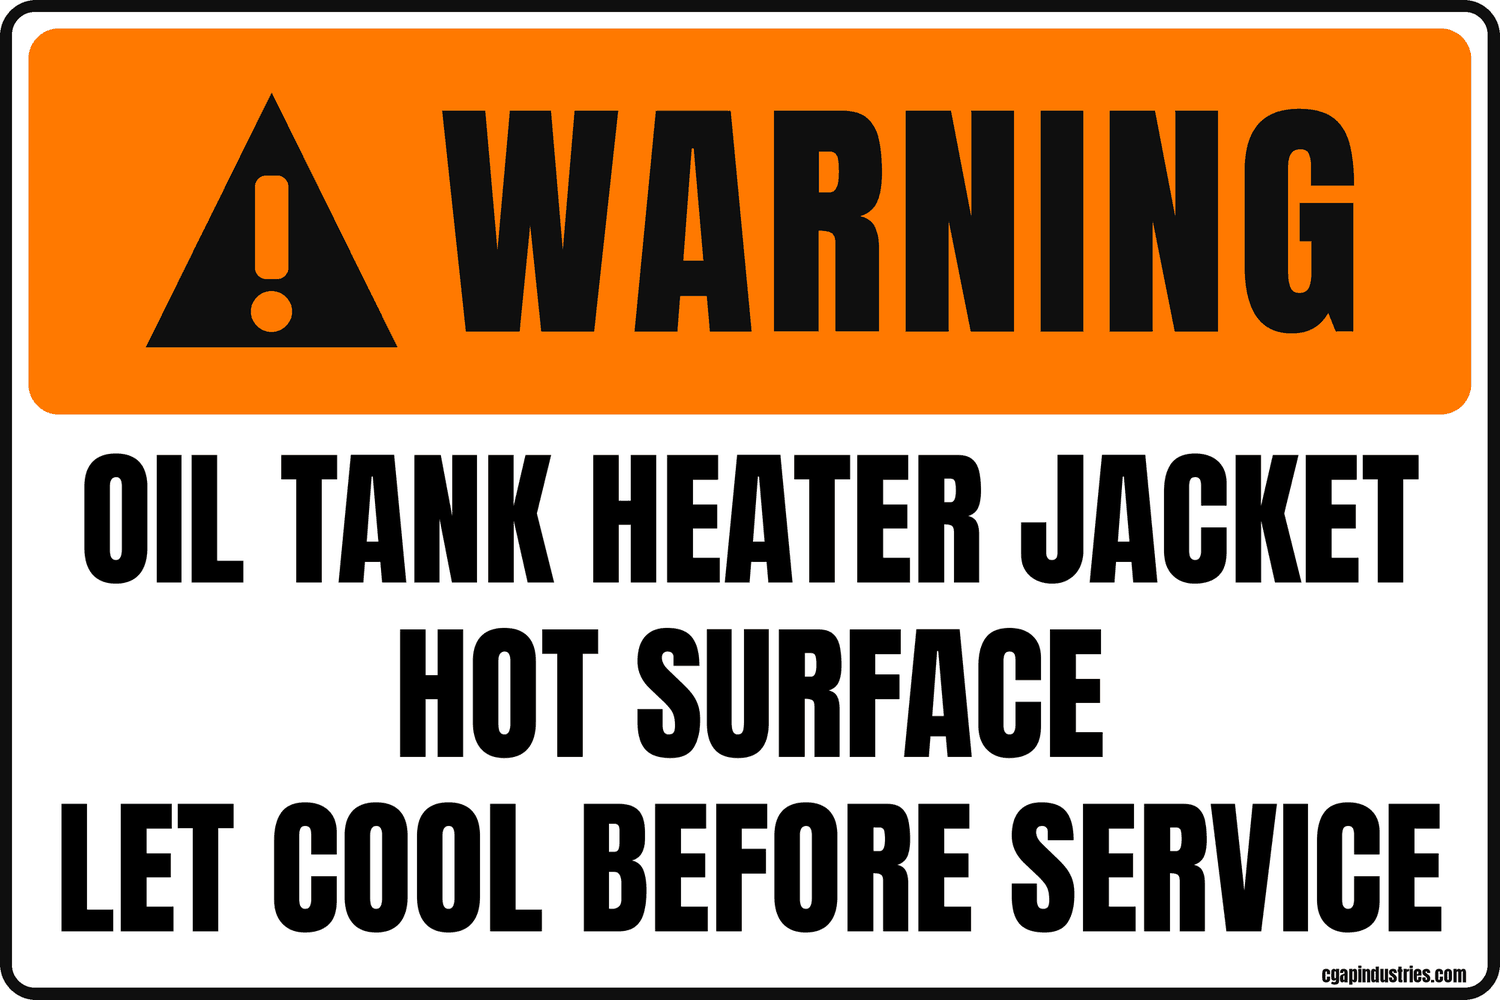 WARNING
OIL TANK HEATER JACKET
HOT SURFACE
LET COOL BEFORE SERVICE
cgapindustries.com